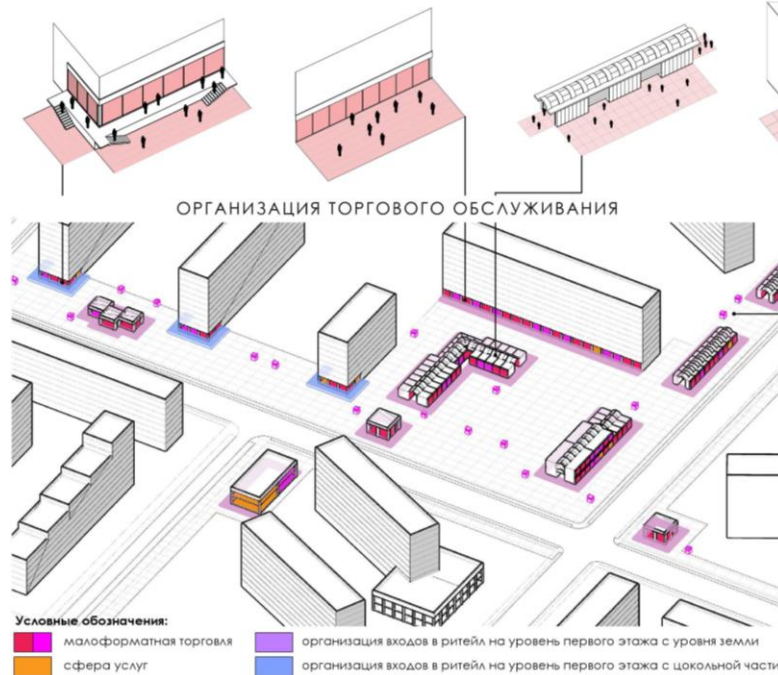 ОРГАНИЗАЦИЯ ТОРГОВОГО ОБСЛУЖИВАНИЯ
Условные обозначения:
малоформатная торговля
организация входов в ритейл на уровень первого этажа с уровня земли
сфера услуг
организация входов в ритейл на уровень первого этажа с цокольной части